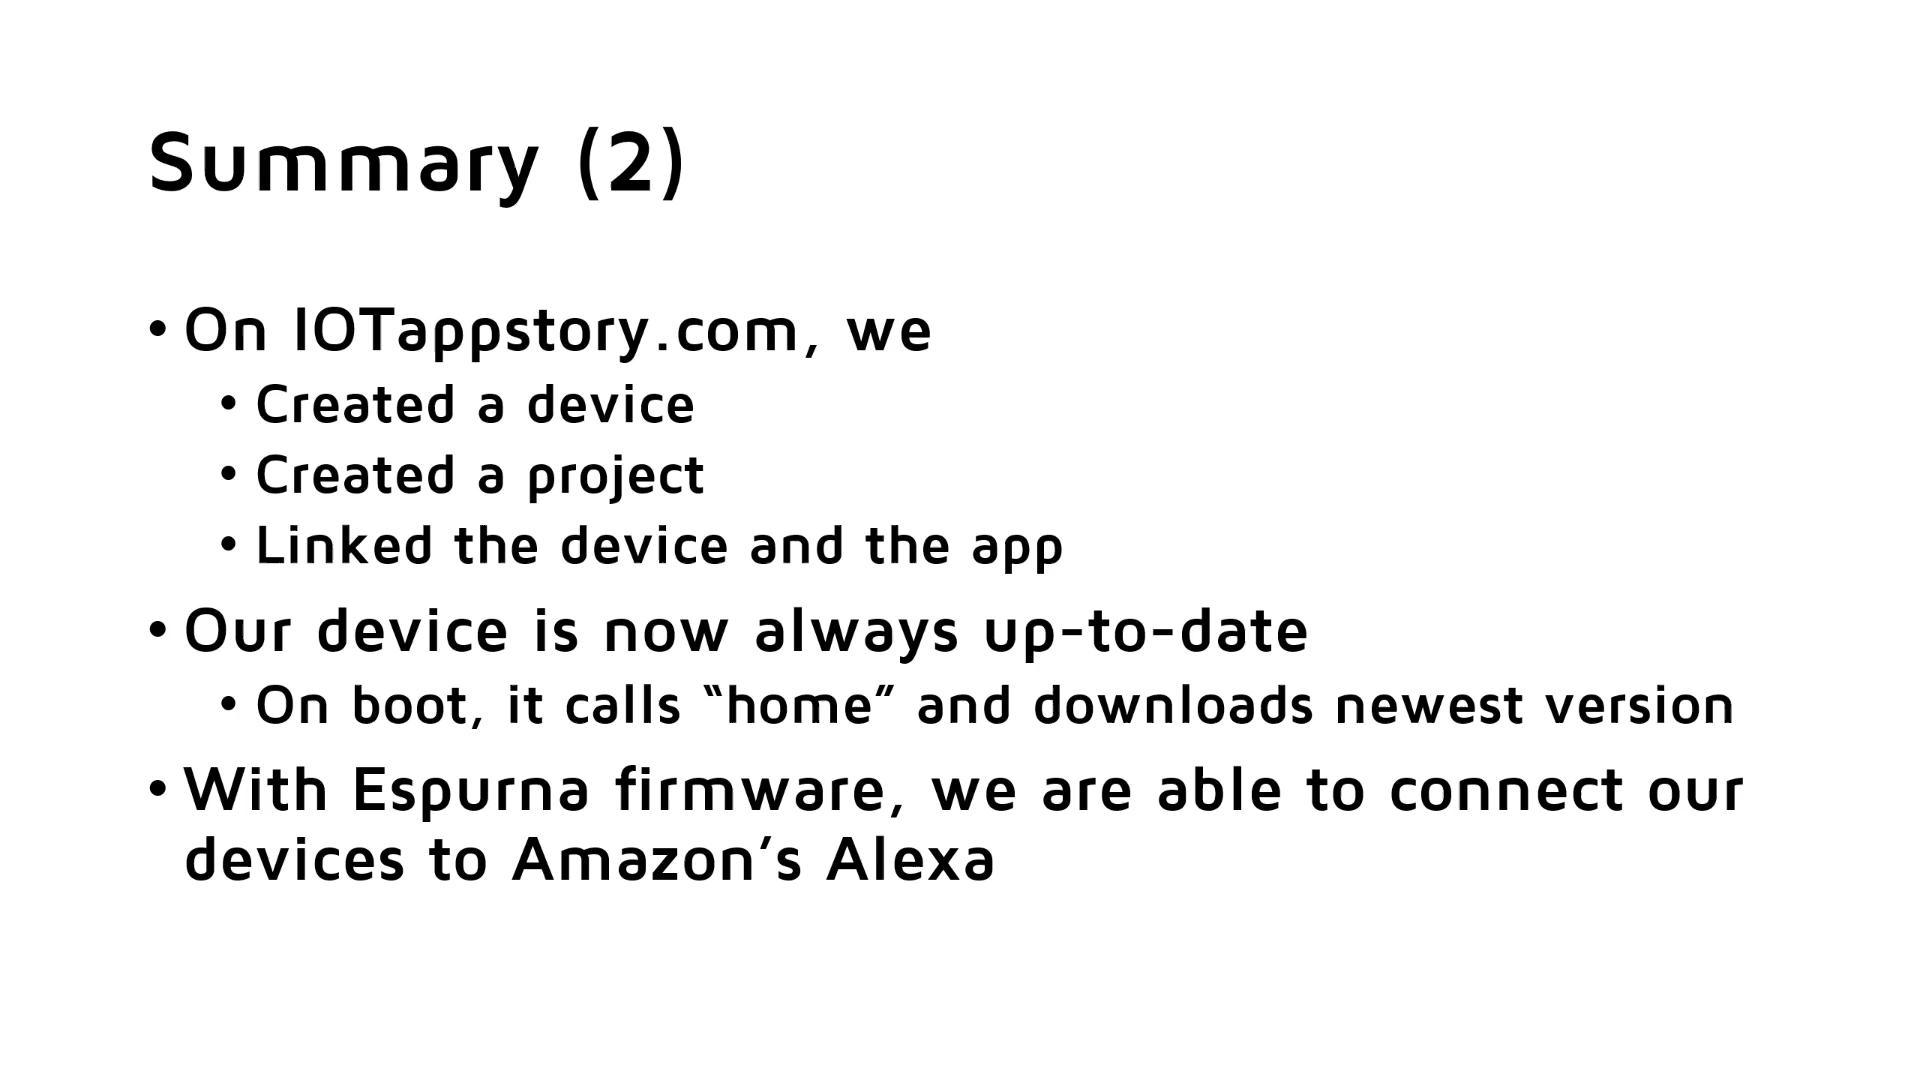 Summary (2)
• On IOTappstory.com, we
• Created a device
• Created a project
• Linked the device and the app
• Our device is now always up-to-date
• On boot, it calls “home” and downloads newest version
• With Espurna firmware, we are able to connect our
devices to Amazon’s Alexa